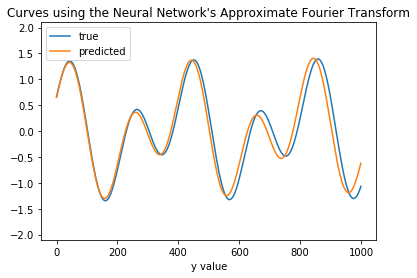 Curves using the Neural Network's Approximate Fourier Transform
true
predicted
2.0
1.5
1.0
0.5
0.0
−0.5
−1.0
−1.5
−2.0
0 200 400 600 800 1000
y value